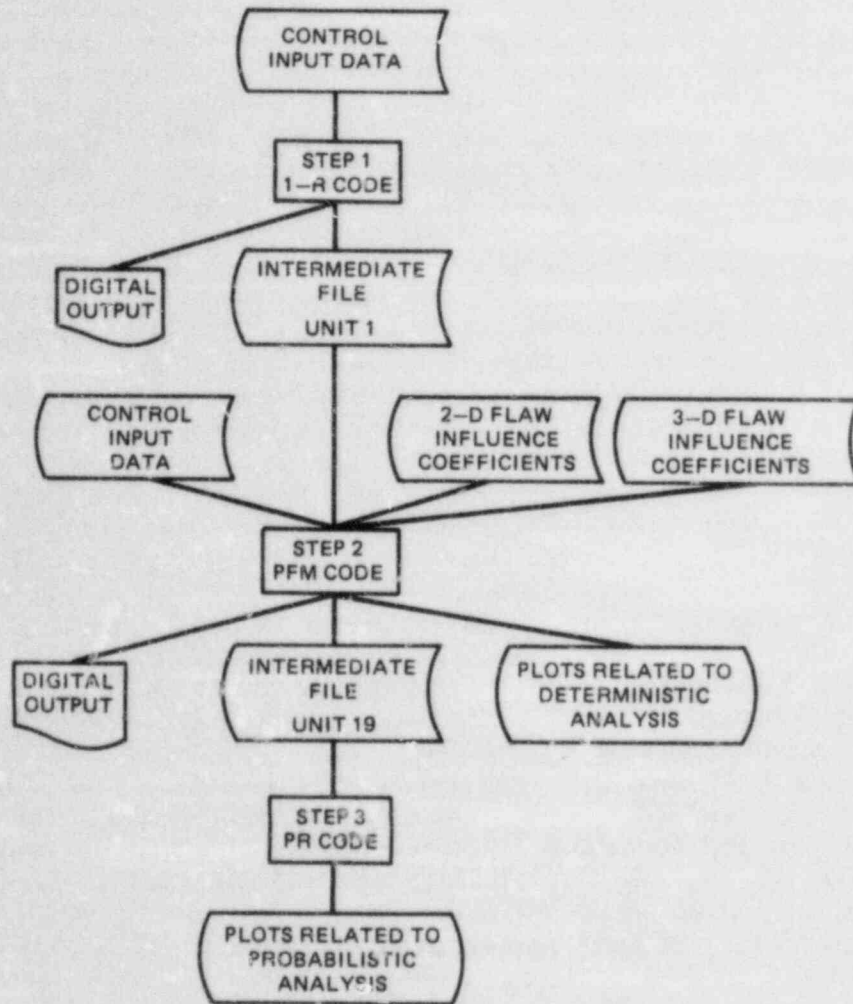 CONTROL
INPUT DATA
STEP 1
1-R CODE
DIGITAL
OUTPUT
INTERMEDIATE
FILE
UNIT 1
CONTROL
INPUT
DATA
2-D FLAW
INFLUENCE
COEFFICIENTS
3-D FLAW
INFLUENCE
COEFFICIENTS
STEP 2
PFM CODE
DIGITAL
OUTPUT
INTERMEDIATE
FILE
UNIT 19
PLOTS RELATED TO
DETERMINISTIC
ANALYSIS
STEP 3
PR CODE
PLOTS RELATED TO
PROBABILISTIC
ANALYSIS